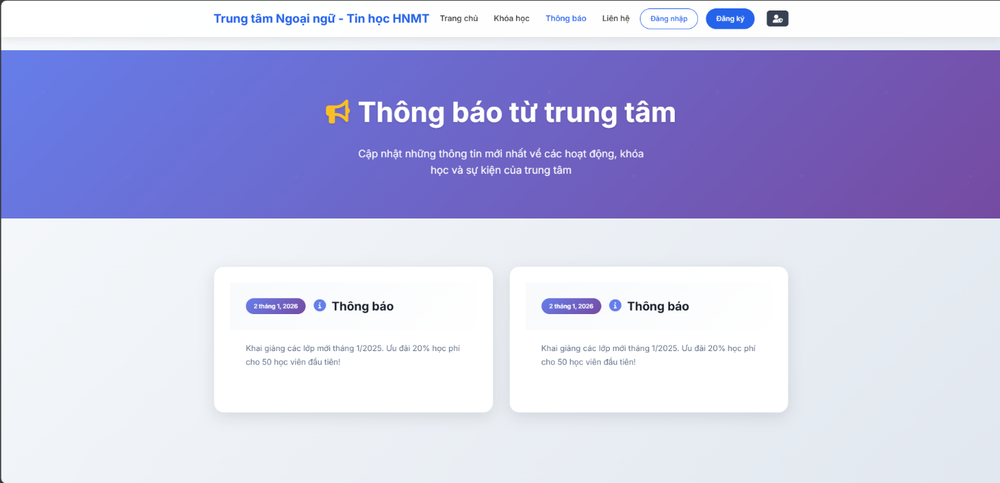 Trung tâm Ngoại ngữ - Tin học HNMT Trang chủ Khóa học Thông báo Liên hệ Đăng nhập Đăng ký
Thông báo từ trung tâm
Cập nhật những thông tin mới nhất về các hoạt động, khóa
học và sự kiện của trung tâm
2 tháng 1, 2026 Thông báo
Khai giảng các lớp mới tháng 1/2025. Ưu đãi 20% học phí
cho 50 học viên đầu tiên!
2 tháng 1, 2026 Thông báo
Khai giảng các lớp mới tháng 1/2025. Ưu đãi 20% học phí
cho 50 học viên đầu tiên!